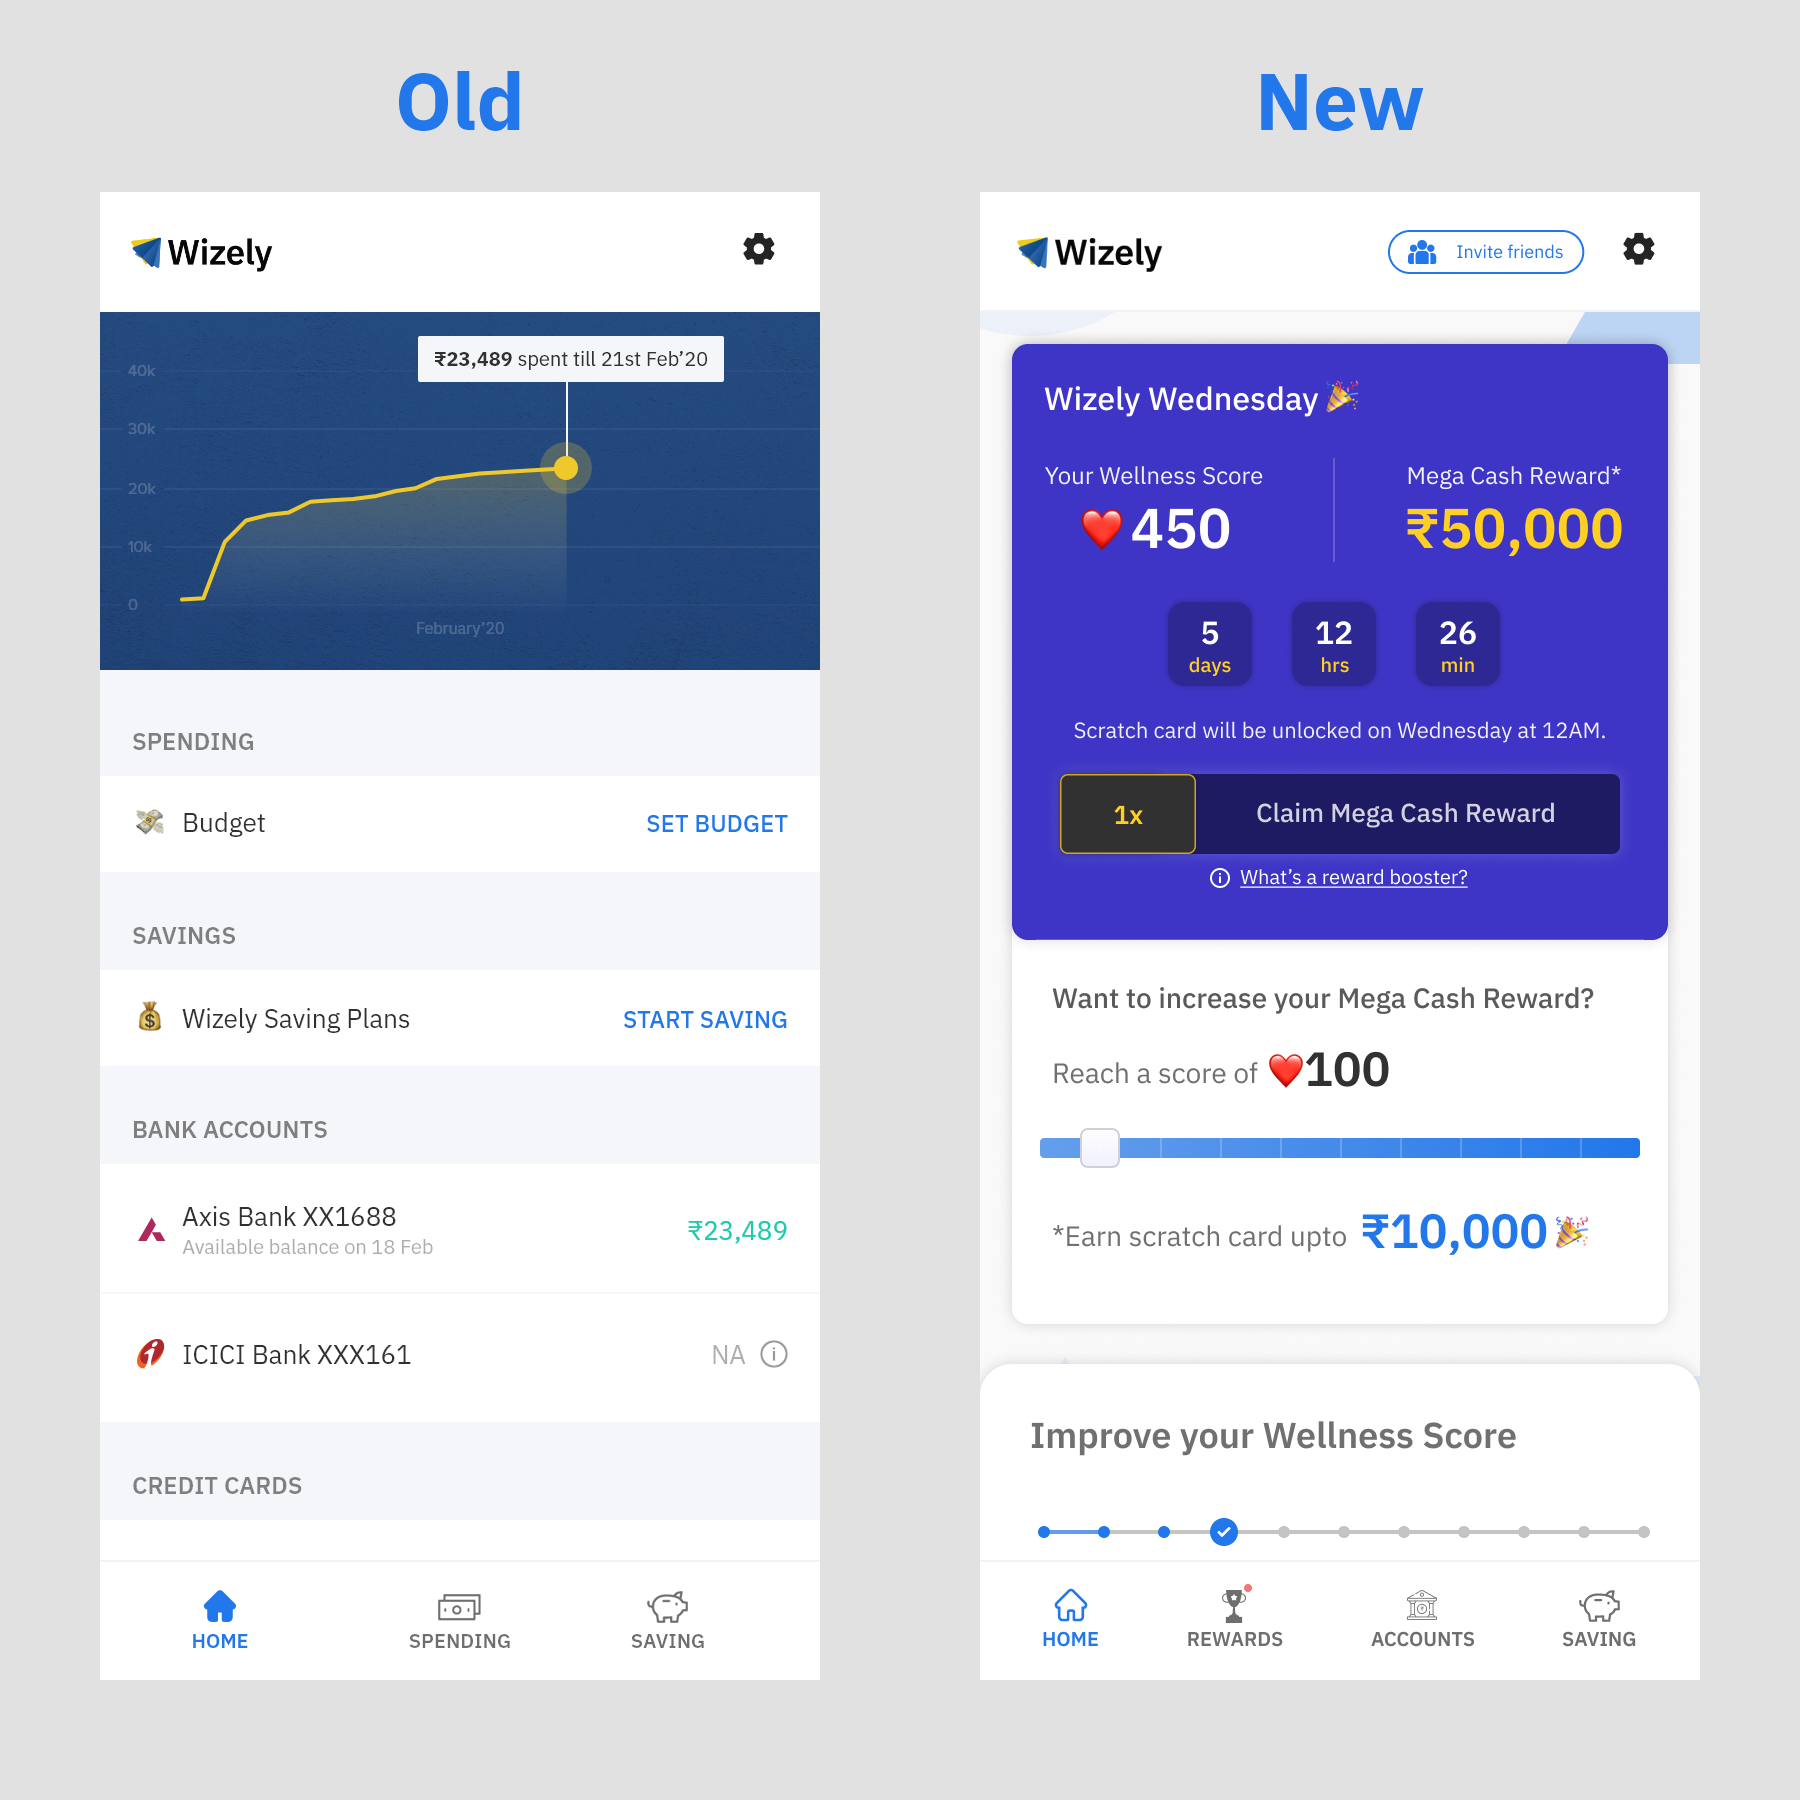 Old
Wizely
₹23,489 spent till 21st Feb’20
40k
30k
20k
10k
0
February’20
SPENDING
Budget
SET BUDGET
SAVINGS
Wizely Saving Plans
START SAVING
BANK ACCOUNTS
Axis Bank XX1688
Available balance on 18 Feb
₹23,489
ICICI Bank XXX161
NA
CREDIT CARDS
HOME
SPENDING
SAVING
New
Wizely
Invite friends
Wizely Wednesday
Your Wellness Score
450
Mega Cash Reward*
₹50,000
5
days
12
hrs
26
min
Scratch card will be unlocked on Wednesday at 12AM.
1x
Claim Mega Cash Reward
What’s a reward booster?
Want to increase your Mega Cash Reward?
Reach a score of 100
*Earn scratch card upto ₹10,000
Improve your Wellness Score
HOME
REWARDS
ACCOUNTS
SAVING